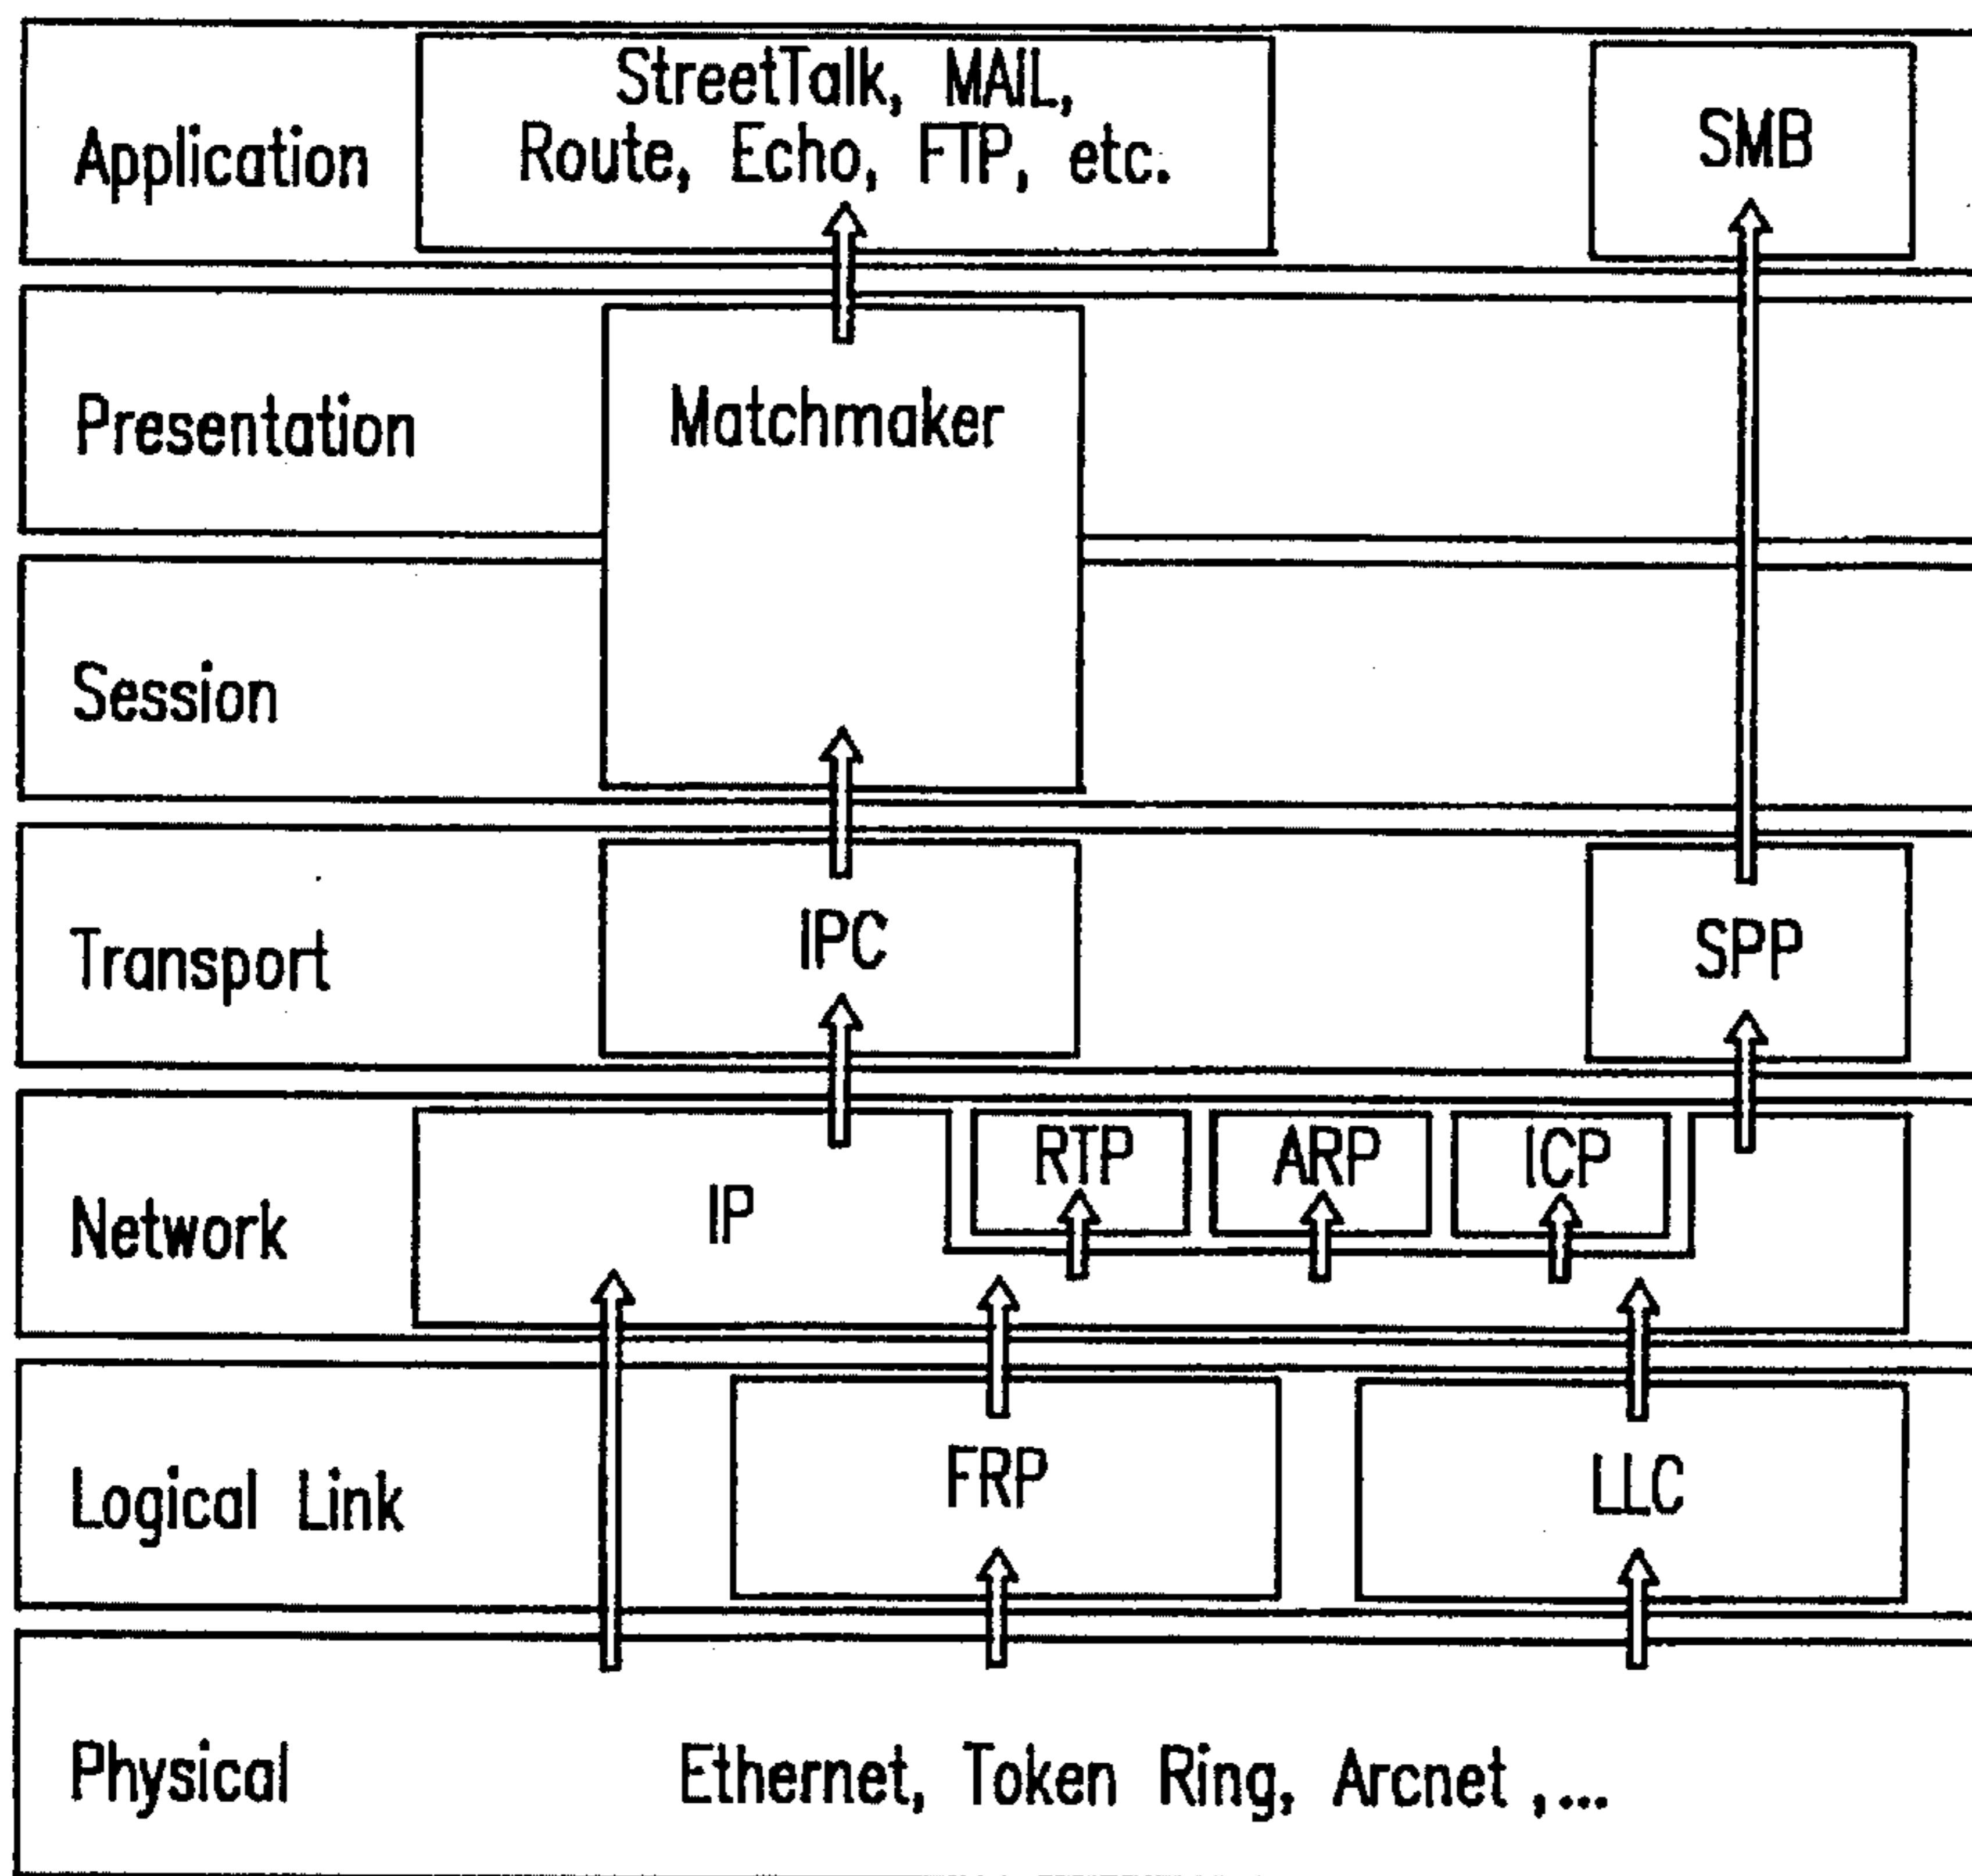 Application
StreetTalk, MAIL,
Route, Echo, FTP, etc.
SMB
Presentation
Matchmaker
Session
Transport
IPC
SPP
Network
IP
RTP
ARP
ICP
Logical Link
FRP
LLC
Physical
Ethernet, Token Ring, Arcnet ,...